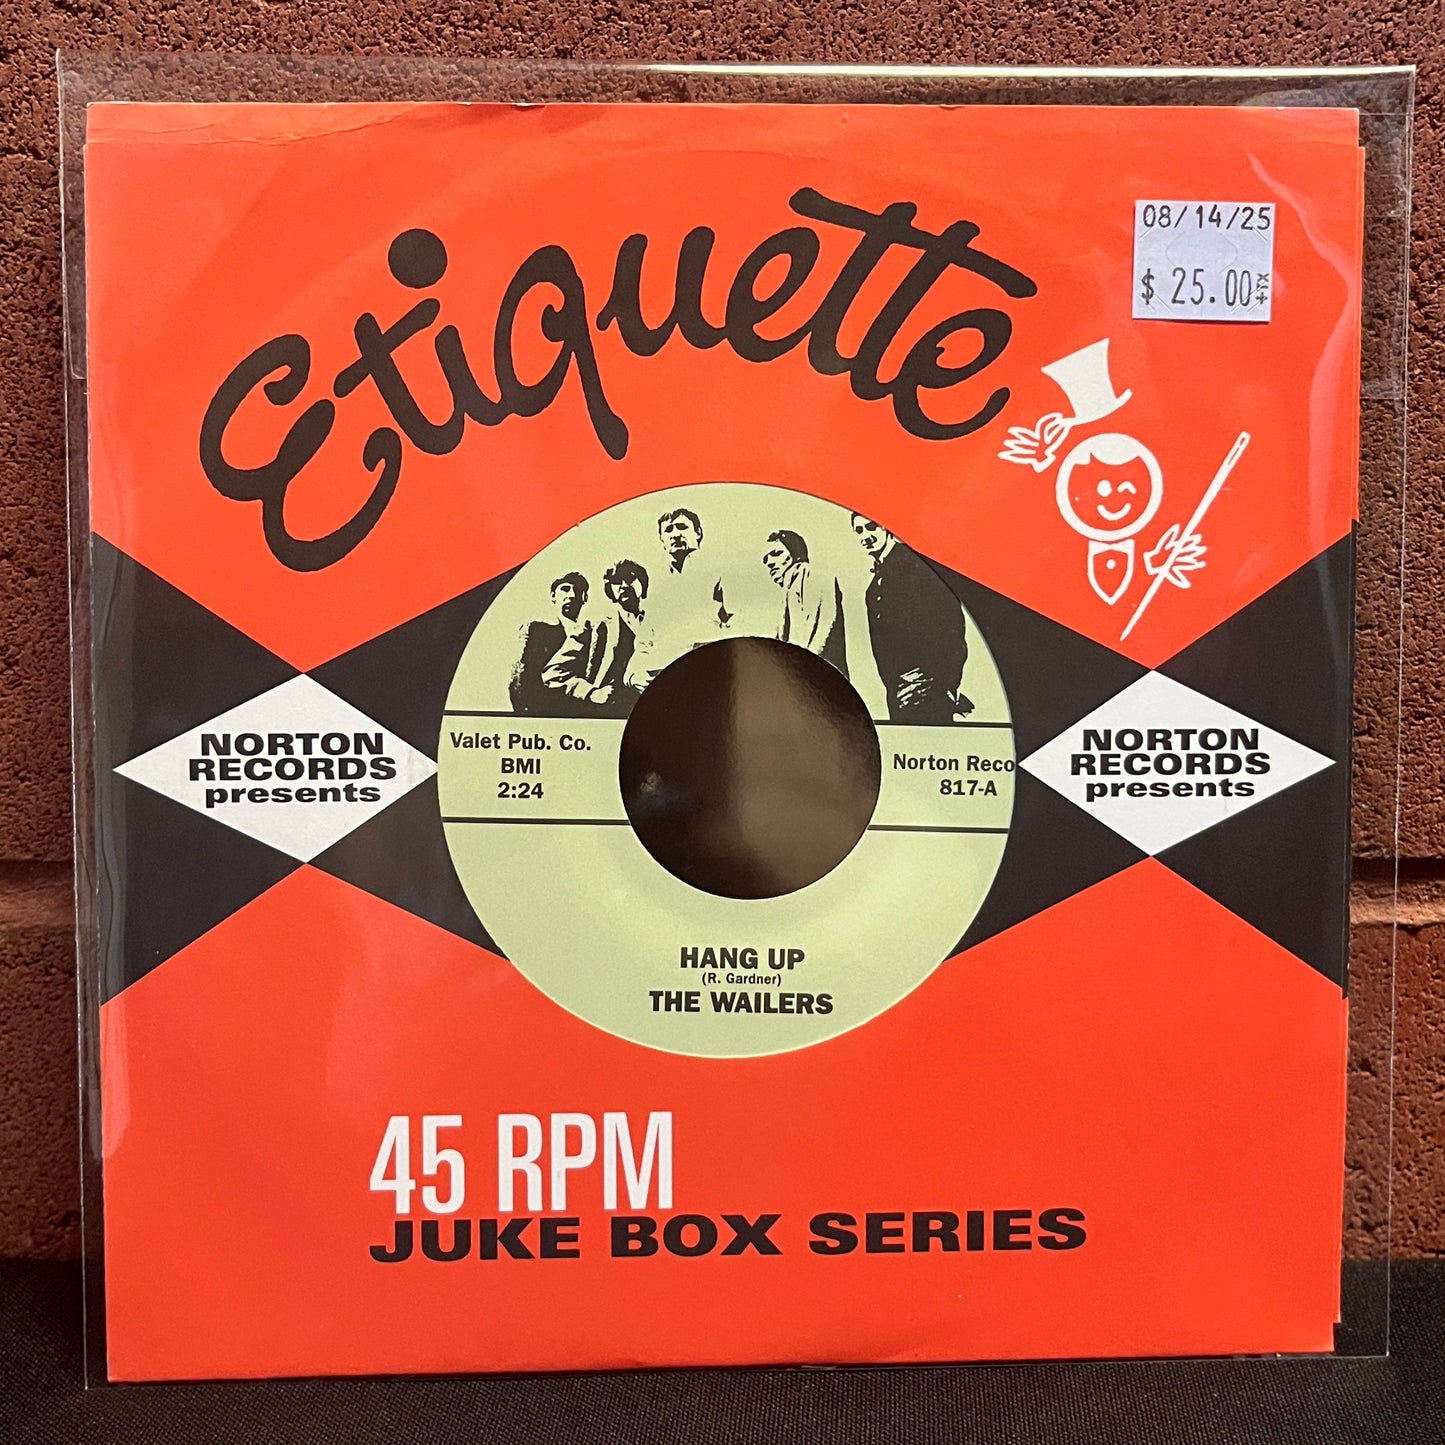 Etiquette
08/14/25
$ 25.00
NORTON
RECORDS
presents
Valet Pub. Co.
BMI
2:24
Norton Reco
817-A
NORTON
RECORDS
presents
HANG UP
(R. Gardner)
THE WAILERS
45 RPM
JUKE BOX SERIES